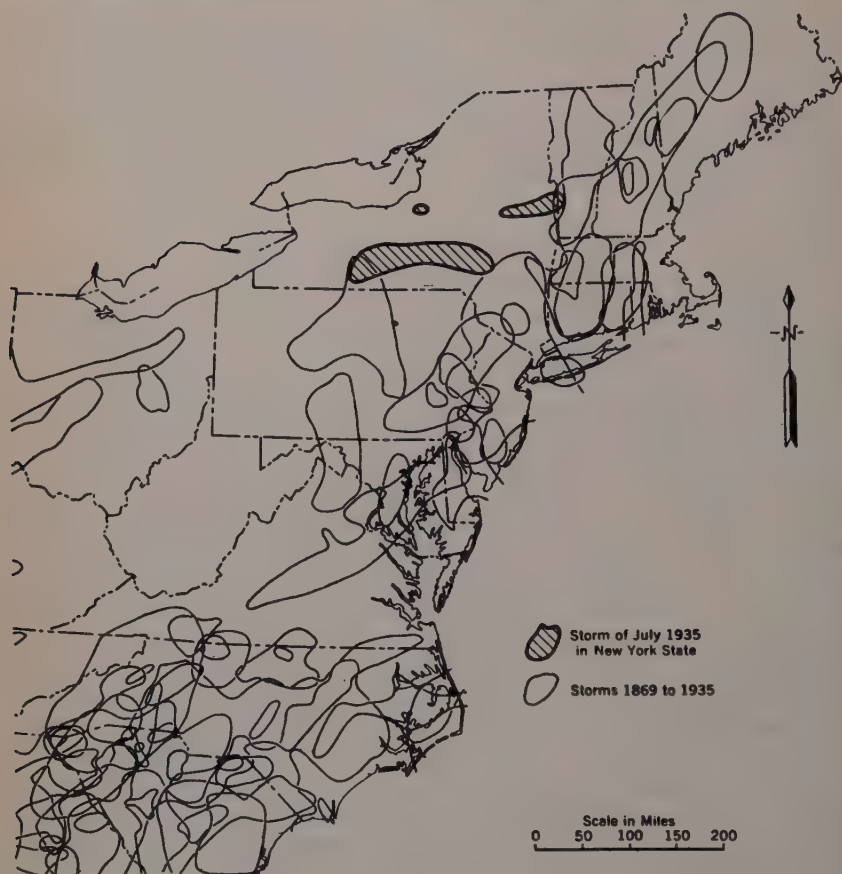 N
Storm of July 1935
in New York State
Storms 1869 to 1935
Scale in Miles
0 50 100 150 200